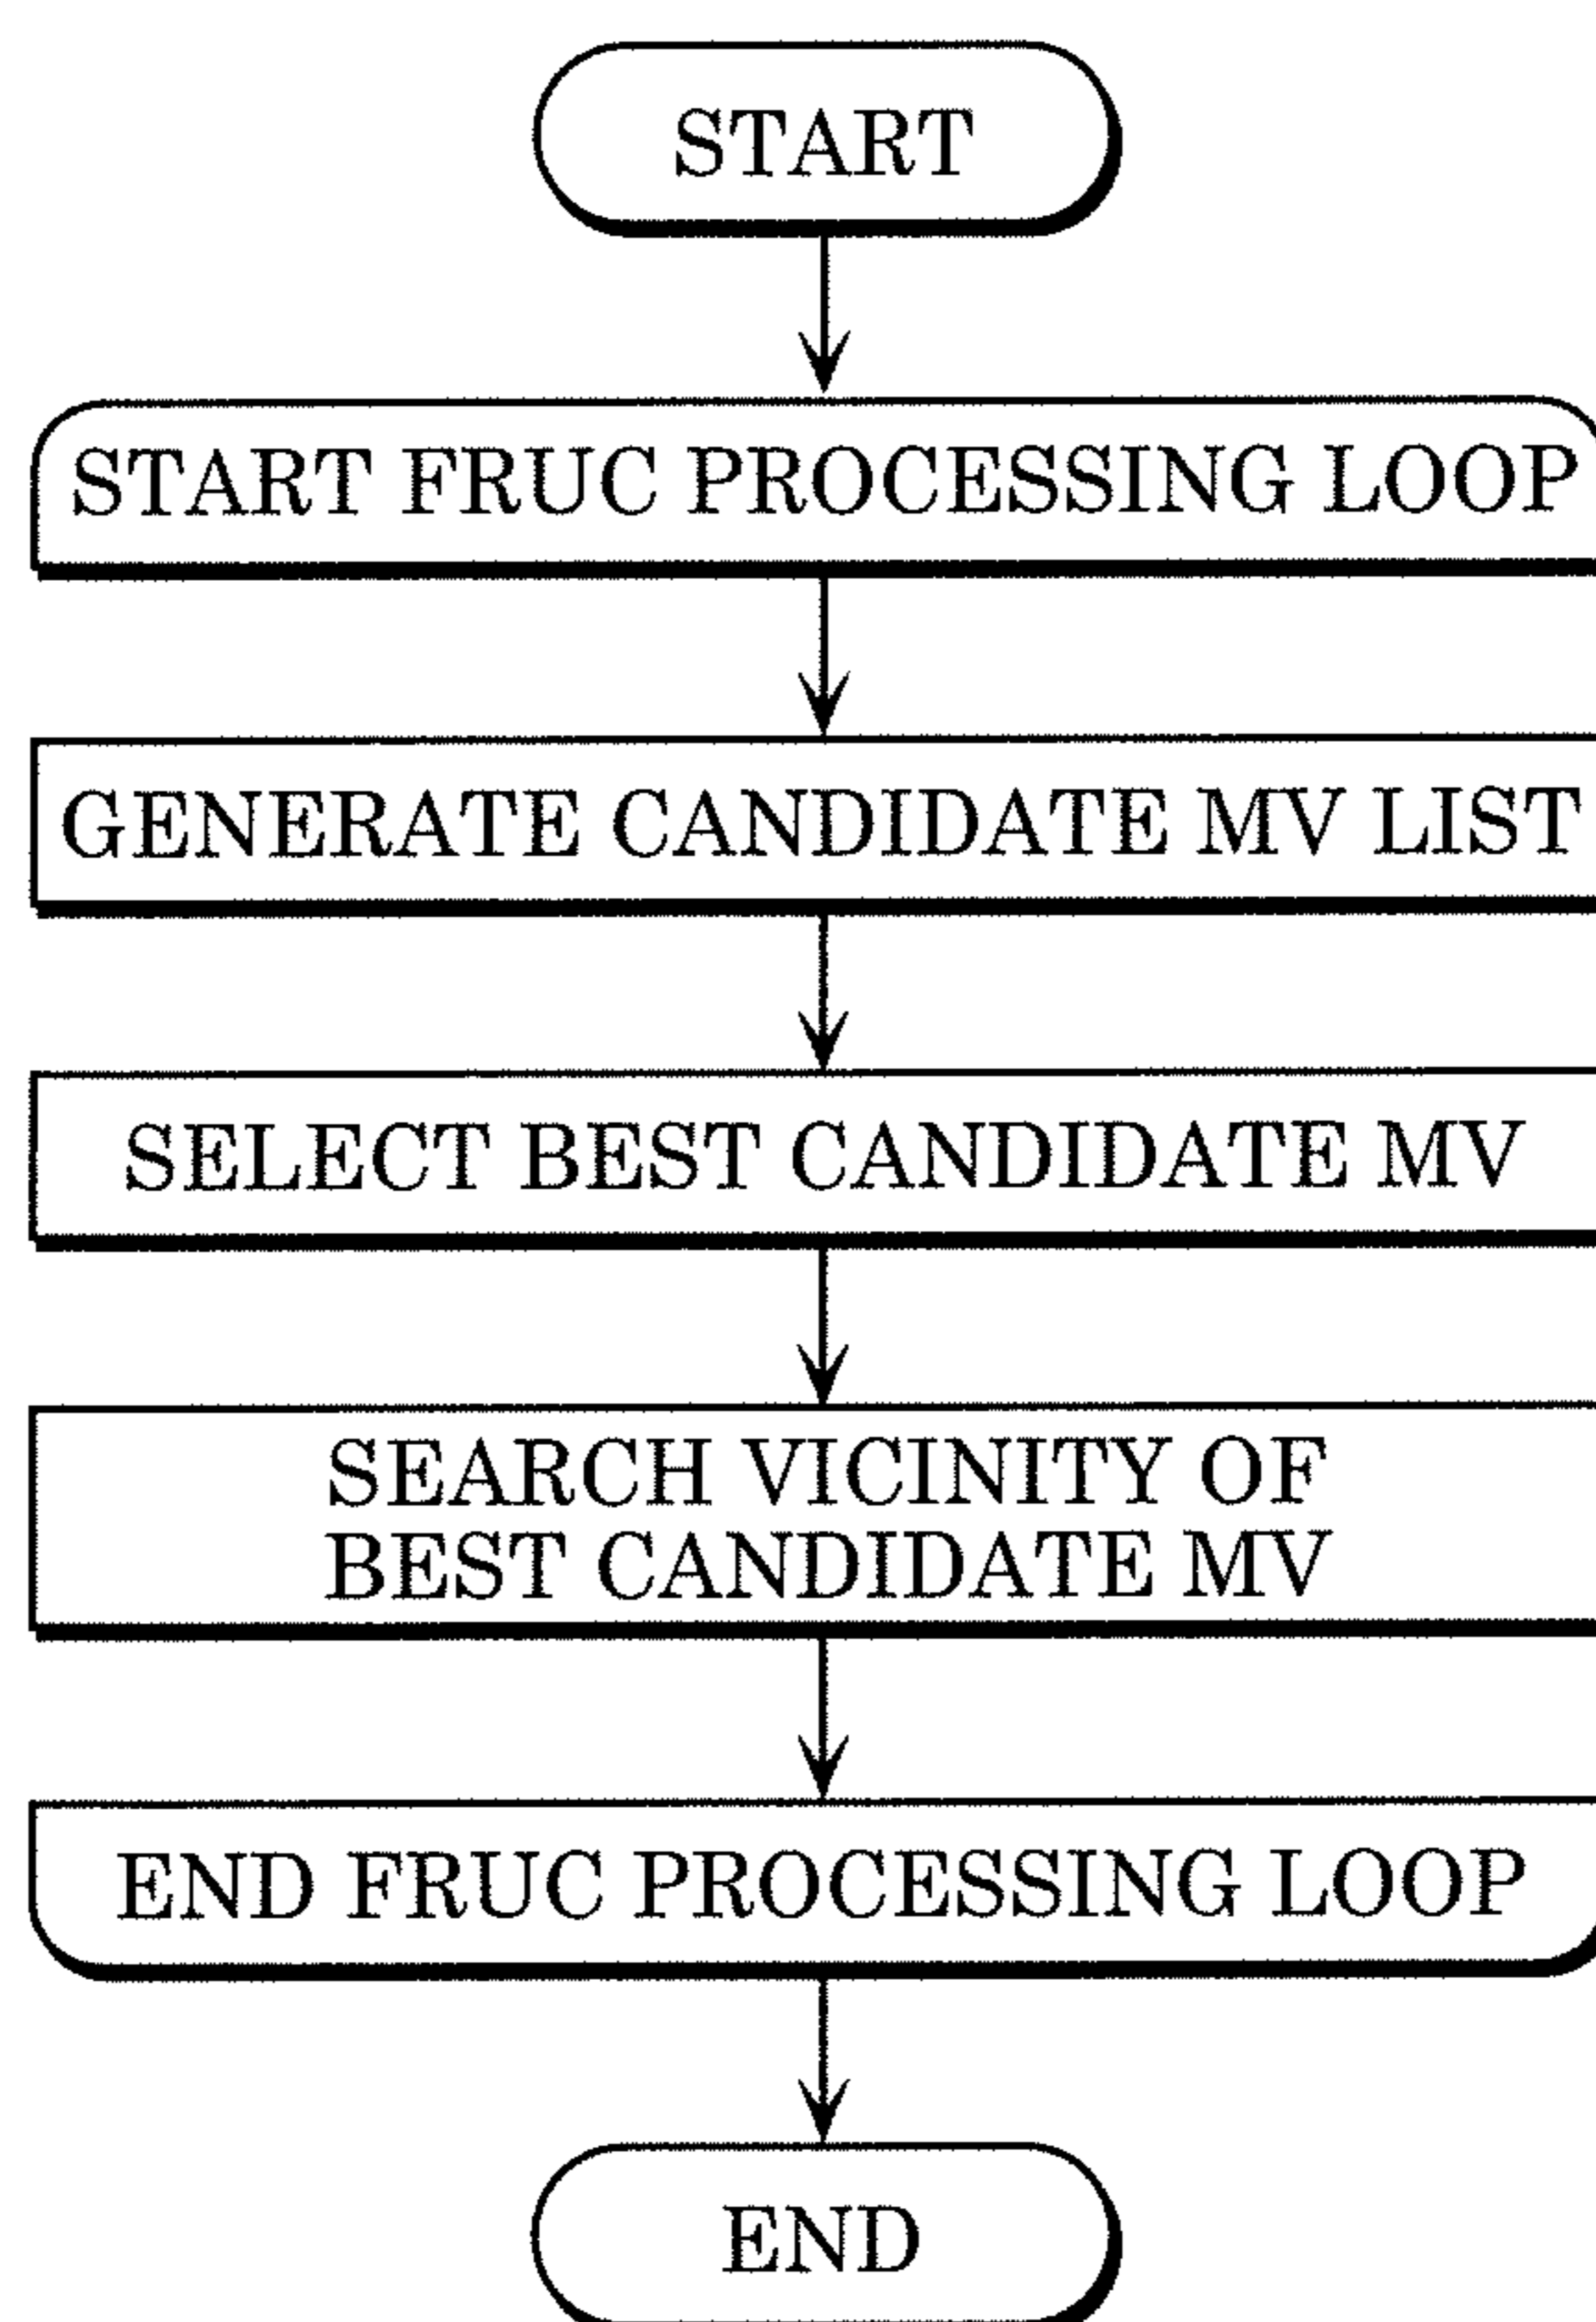 START
START FRUC PROCESSING LOOP
GENERATE CANDIDATE MV LIST
SELECT BEST CANDIDATE MV
SEARCH VICINITY OF
BEST CANDIDATE MV
END FRUC PROCESSING LOOP
END